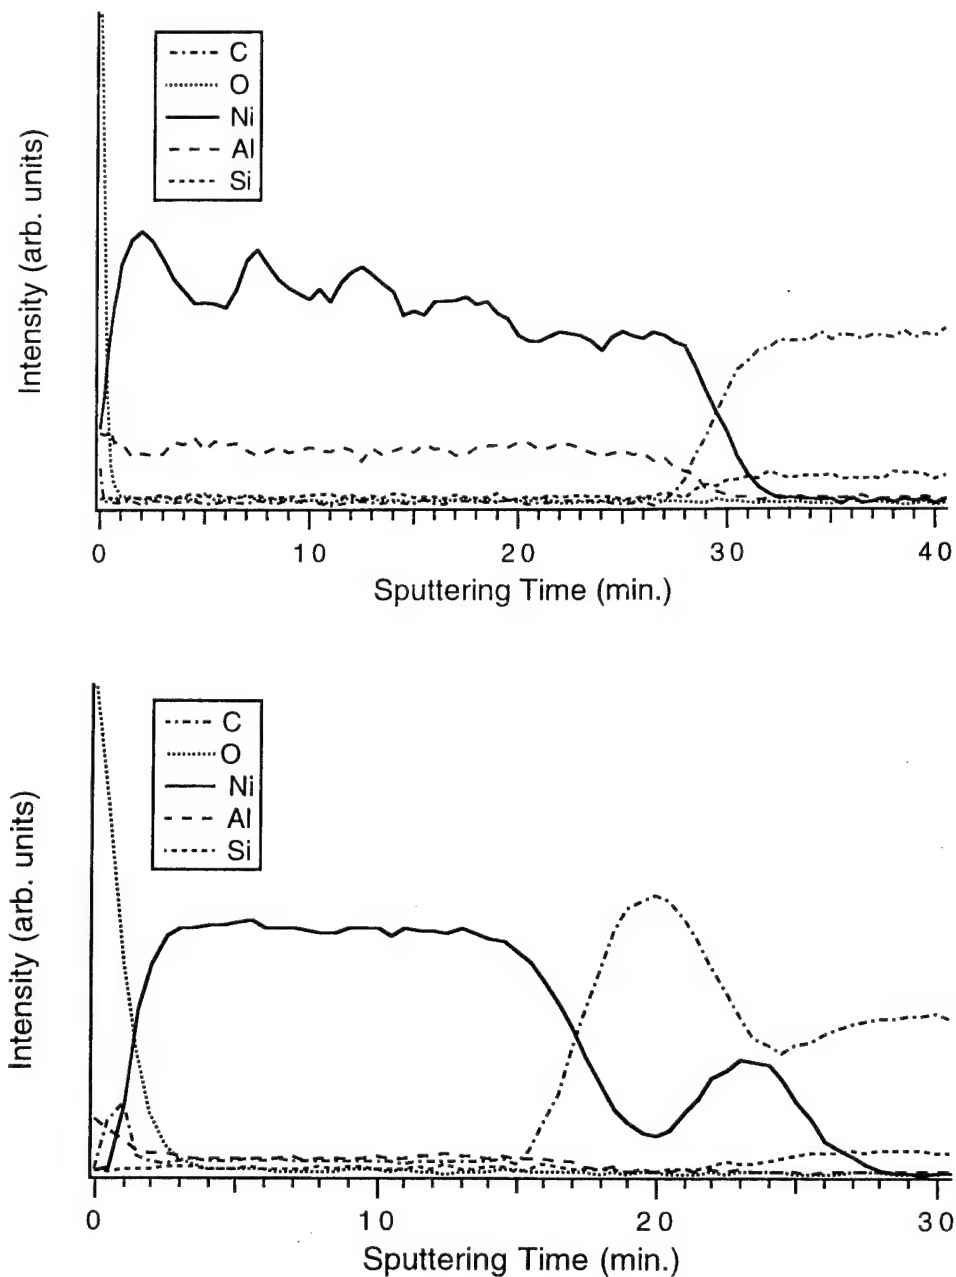 C
O
Ni
Al
Si
Intensity (arb. units)
0 10 20 30 40
Sputtering Time (min.)
C
O
Ni
Al
Si
Intensity (arb. units)
0 10 20 30
Sputtering Time (min.)